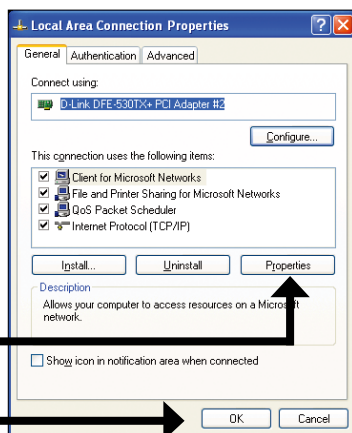 Local Area Connection Properties
General Authentication Advanced
Connect using:
D-Link DFE-530TX+ PCI Adapter #2
Configure...
This connection uses the following items:
Client for Microsoft Networks
File and Printer Sharing for Microsoft Networks
QoS Packet Scheduler
Internet Protocol (TCP/IP)
Install... Uninstall Properties
Description
Allows your computer to access resources on a Microsoft
network.
Show icon in notification area when connected
OK Cancel